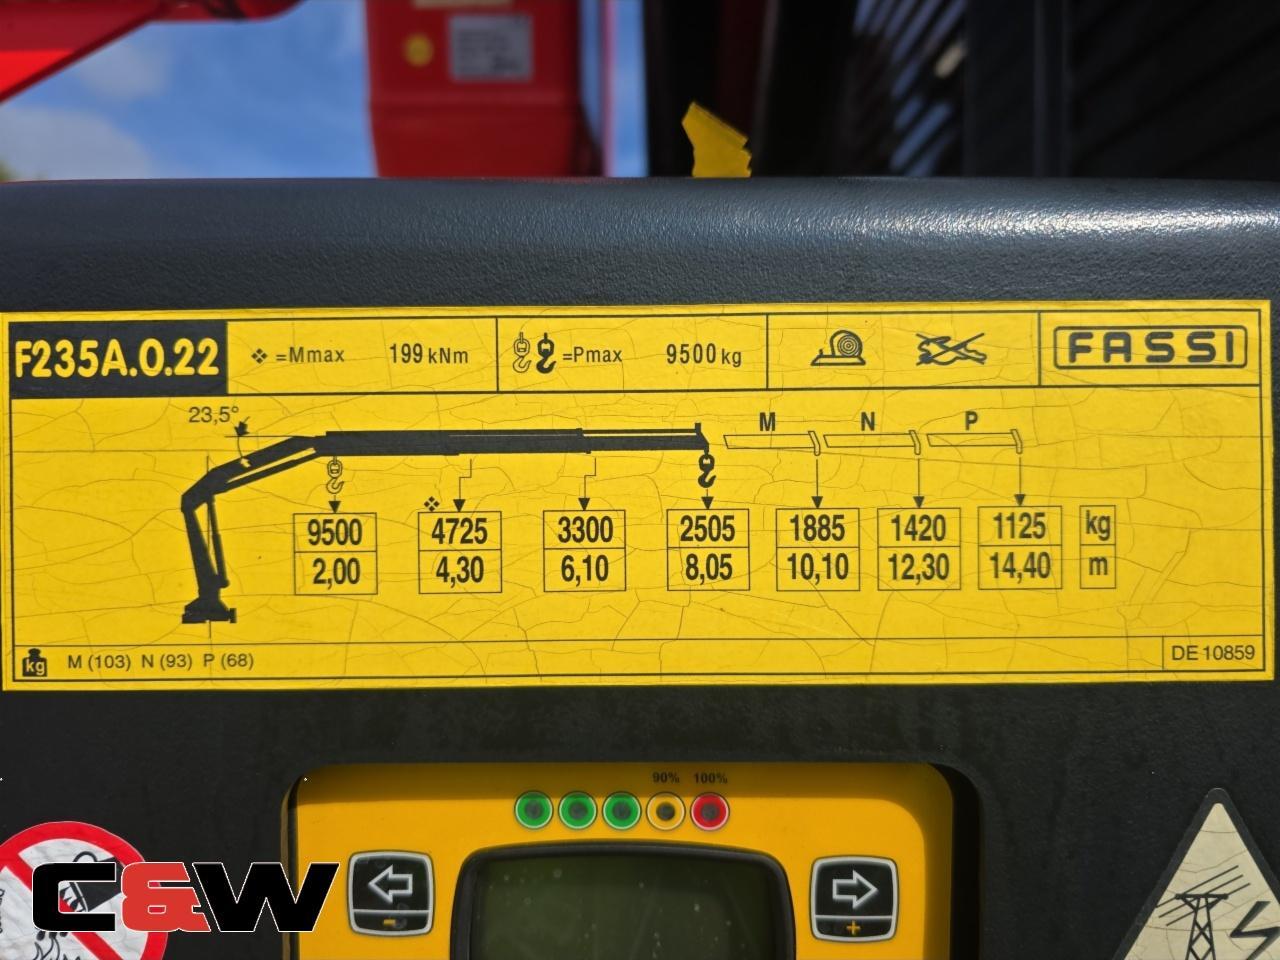 F235A.0.22
❖ =Mmax 199 kNm
=Pmax 9500 kg
FASSI
23,5°
M N P
❖
9500 4725 3300 2505 1885 1420 1125 kg
2,00 4,30 6,10 8,05 10,10 12,30 14,40 m
kg M (103) N (93) P (68)
DE 10859
90% 100%
- +
C&W